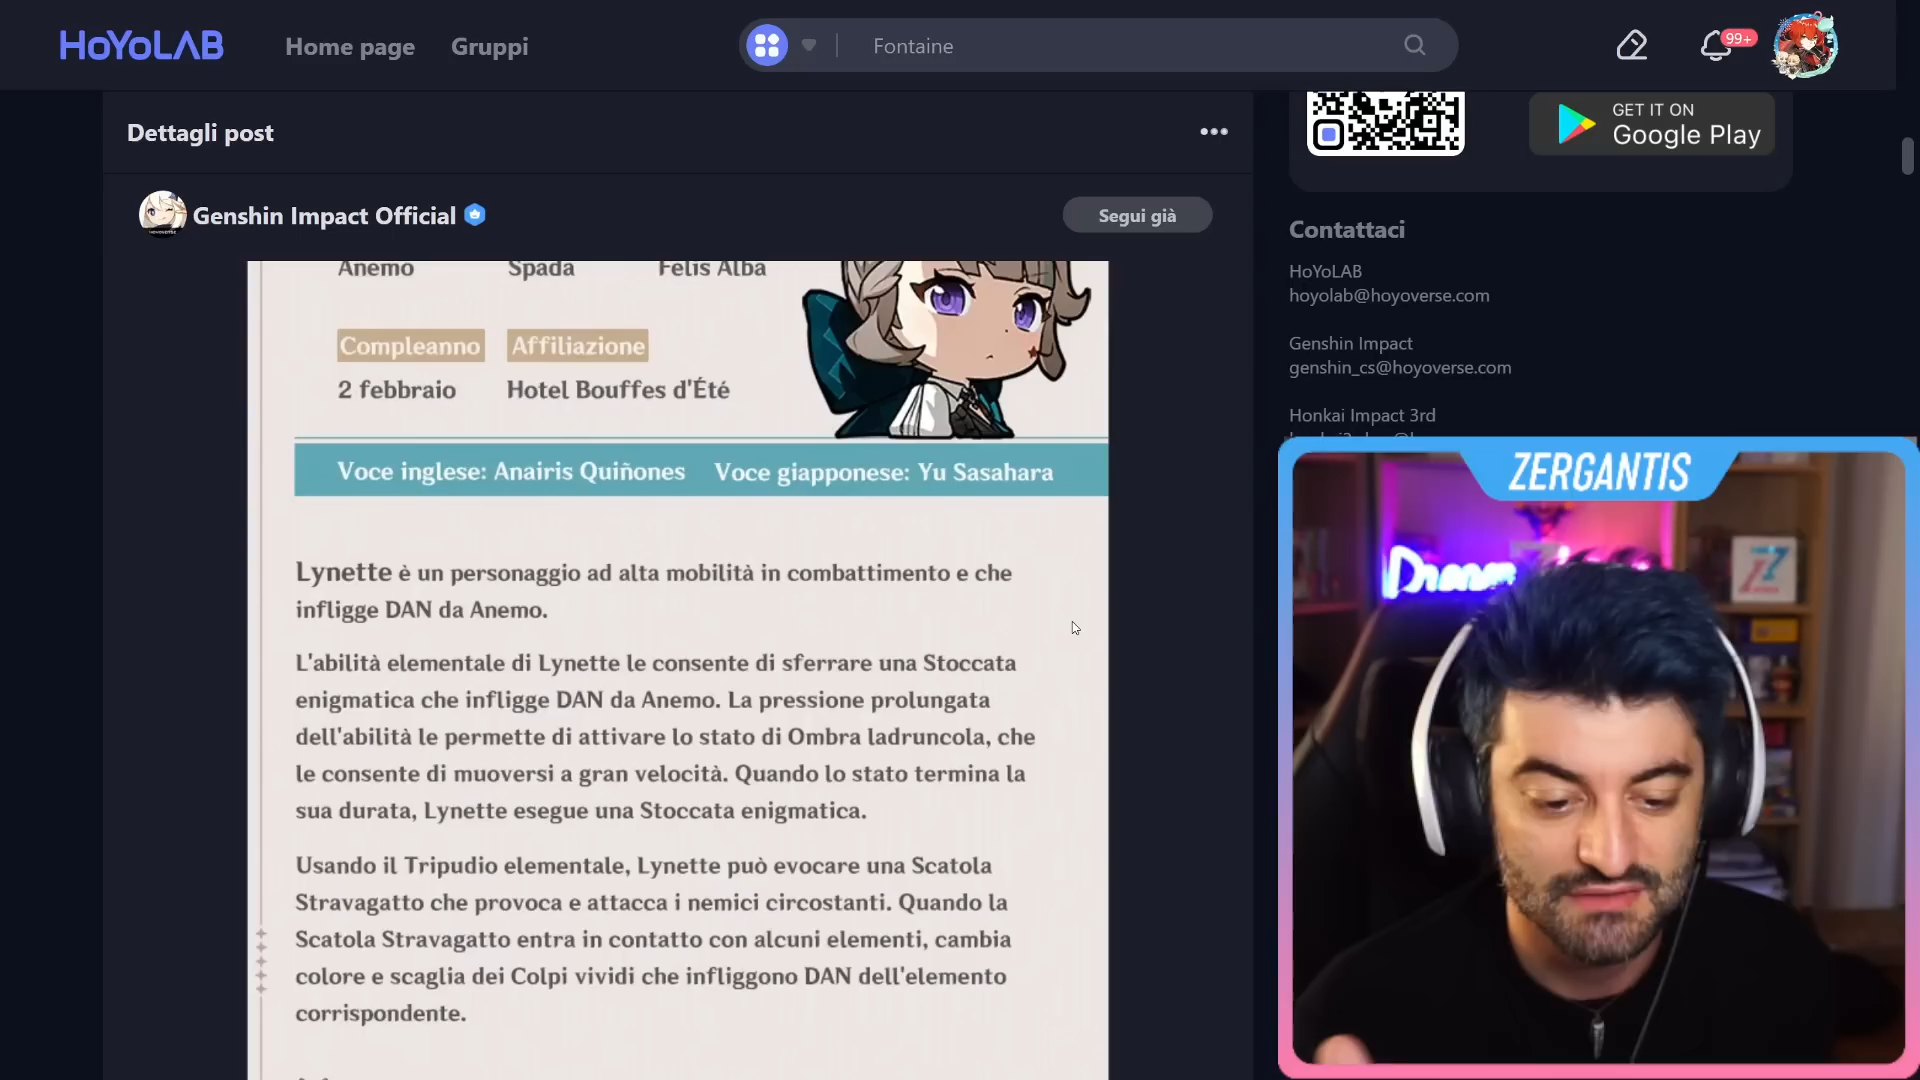 HoYoLAB
Home page
Gruppi
Fontaine
99+
Dettagli post
Genshin Impact Official
Segui già
Anemo
Spada
Felis Alba
Compleanno
Affiliazione
2 febbraio
Hotel Bouffes d'Été
Voce inglese: Anairis Quiñones
Voce giapponese: Yu Sasahara
Lynette è un personaggio ad alta mobilità in combattimento e che
infligge DAN da Anemo.
L'abilità elementale di Lynette le consente di sferrare una Stoccata
enigmatica che infligge DAN da Anemo. La pressione prolungata
dell'abilità le permette di attivare lo stato di Ombra ladruncola, che
le consente di muoversi a gran velocità. Quando lo stato termina la
sua durata, Lynette esegue una Stoccata enigmatica.
Usando il Tripudio elementale, Lynette può evocare una Scatola
Stravagatto che provoca e attacca i nemici circostanti. Quando la
Scatola Stravagatto entra in contatto con alcuni elementi, cambia
colore e scaglia dei Colpi vividi che infliggono DAN dell'elemento
corrispondente.
GET IT ON
Google Play
Contattaci
HoYoLAB
hoyolab@hoyoverse.com
Genshin Impact
genshin_cs@hoyoverse.com
Honkai Impact 3rd
ZERGANTIS